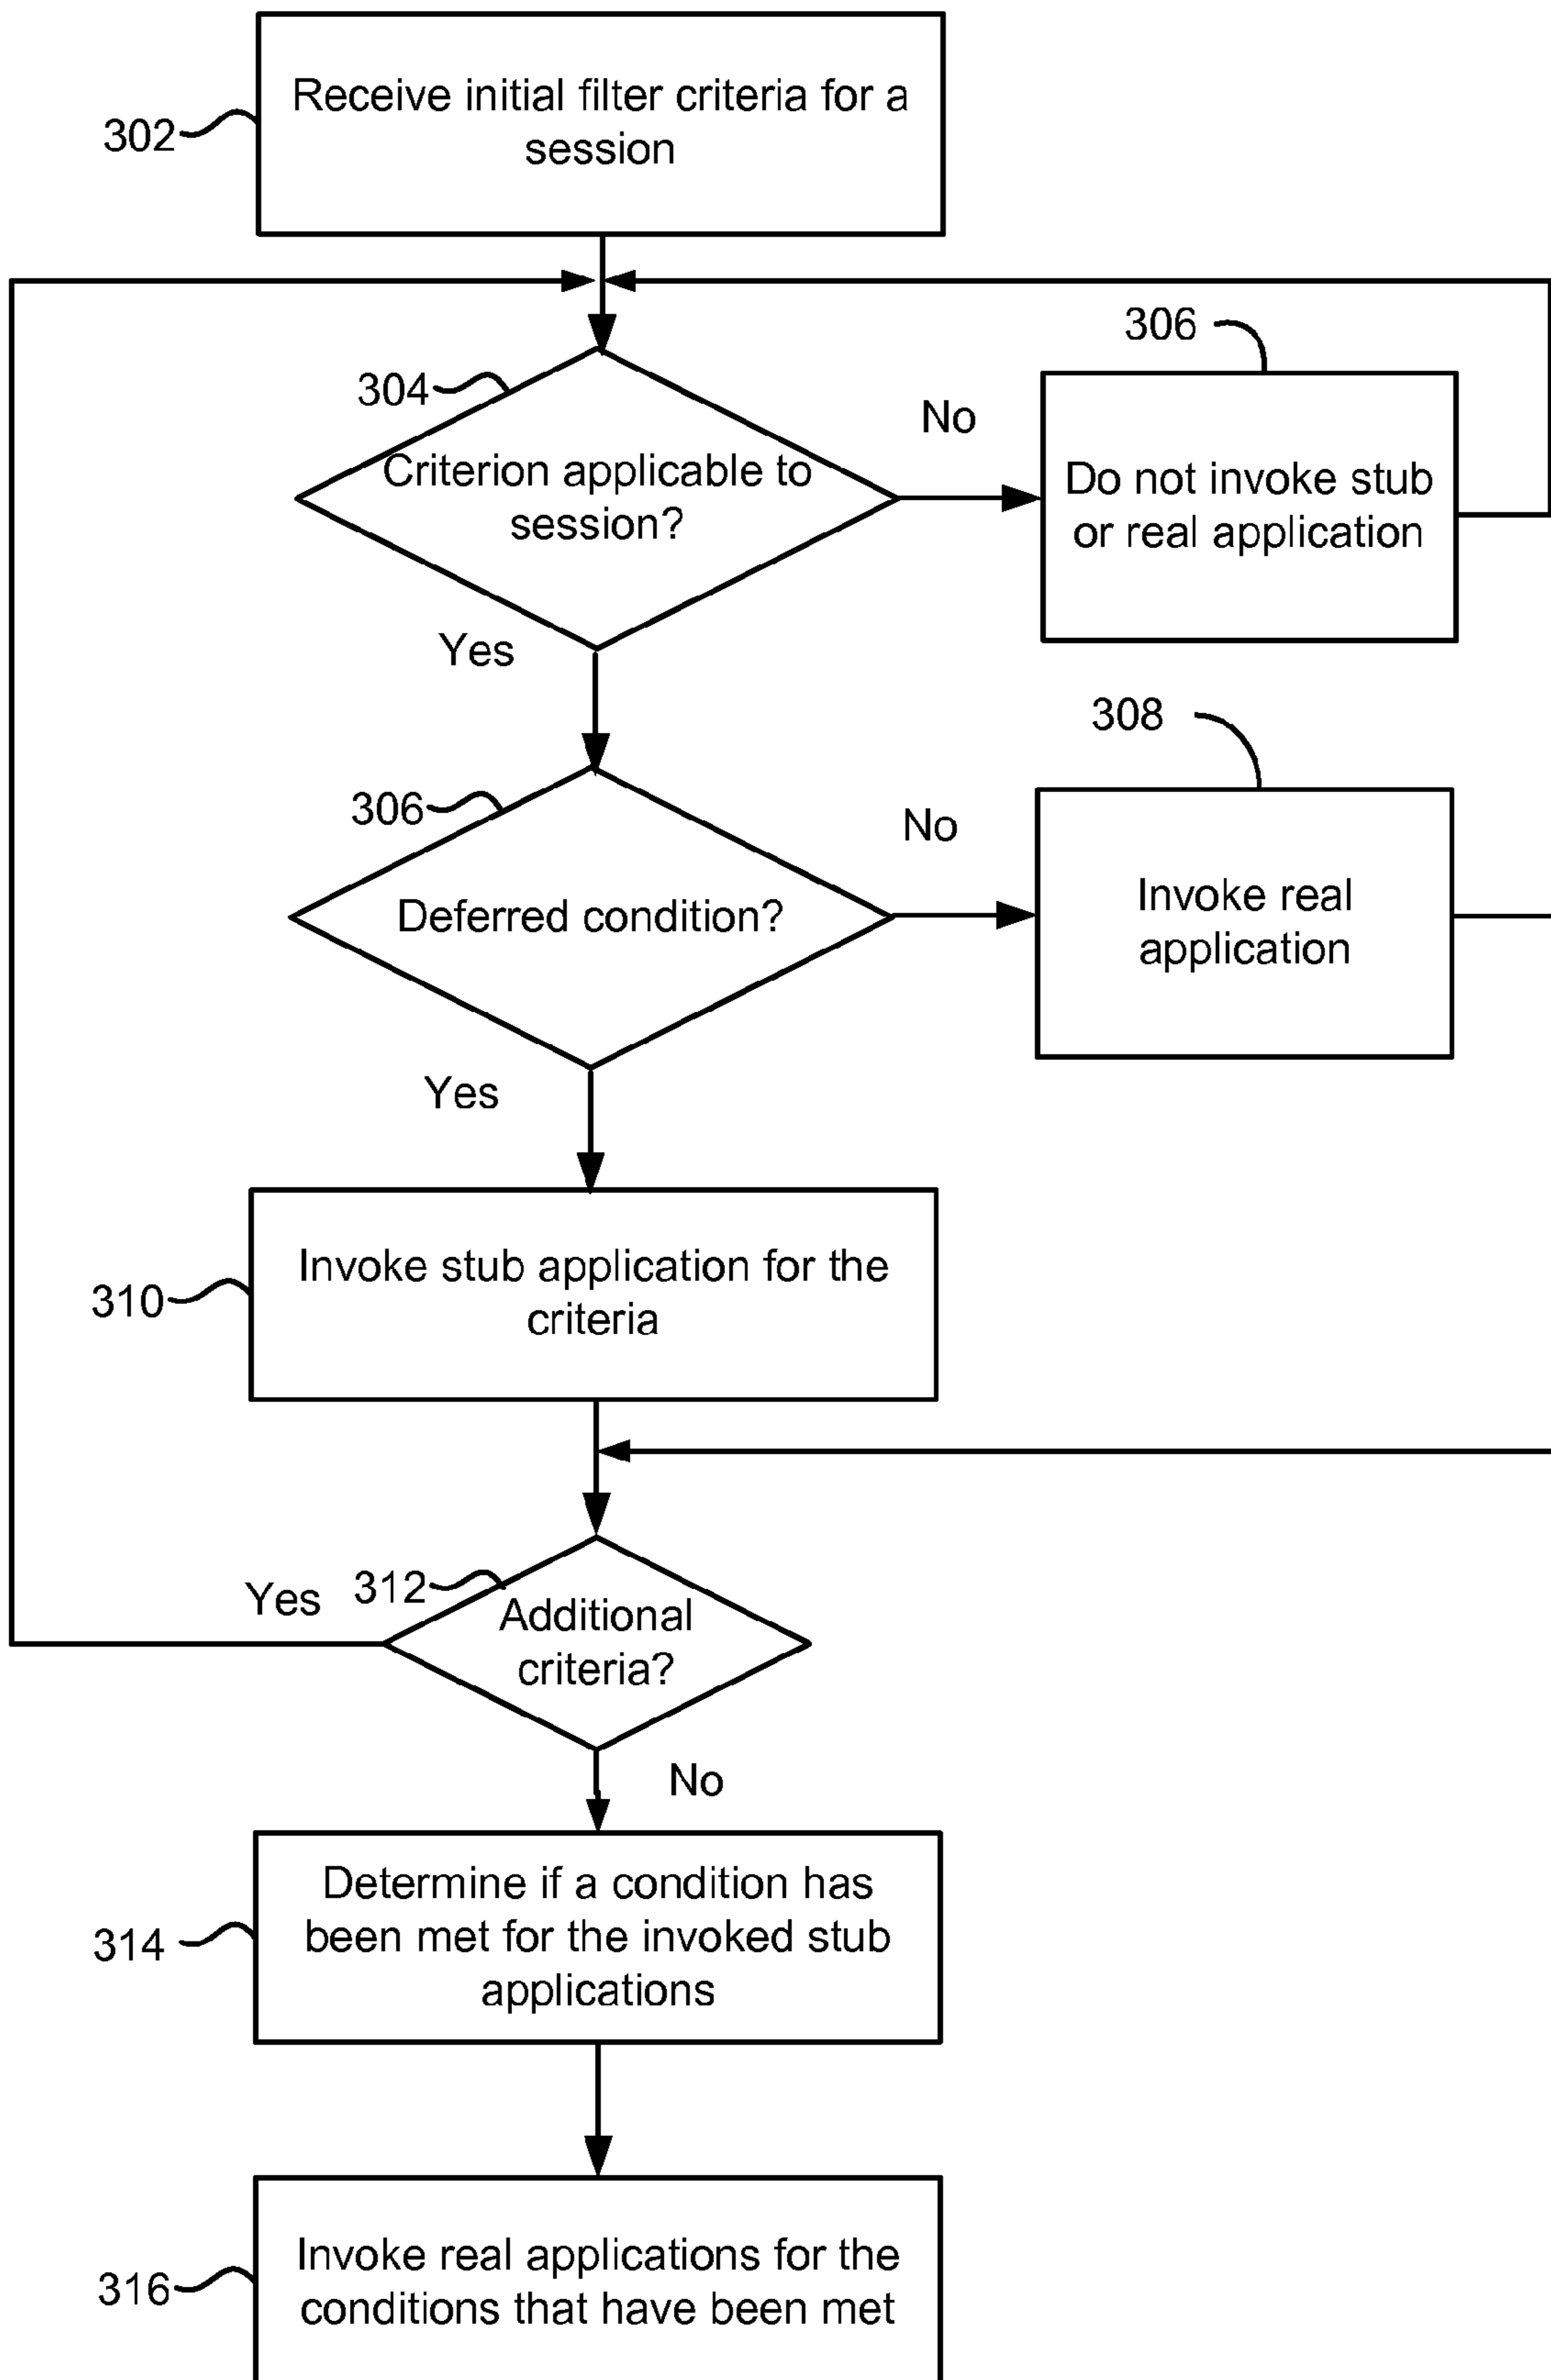 302
Receive initial filter criteria for a
session
306
304
No
Criterion applicable to
session?
Do not invoke stub
or real application
Yes
308
306
No
Deferred condition?
Invoke real
application
Yes
310
Invoke stub application for the
criteria
Yes
312
Additional
criteria?
No
314
Determine if a condition has
been met for the invoked stub
applications
316
Invoke real applications for the
conditions that have been met